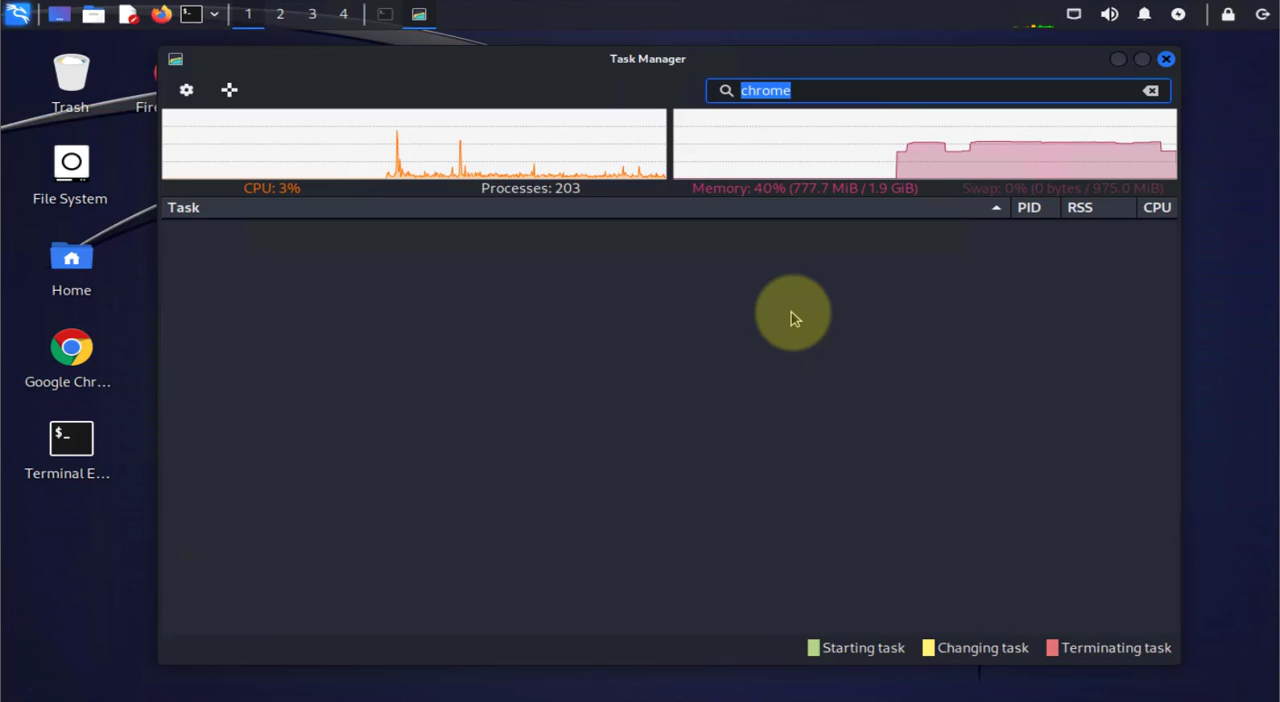 1 2 3 4
Task Manager
chrome
CPU: 3% Processes: 203 Memory: 40% (777.7 MiB / 1.9 GiB) Swap: 0% (0 bytes / 975.0 MiB)
Task PID RSS CPU
Trash
Fire
File System
Home
Google Chr...
$_
Terminal E...
Starting task Changing task Terminating task